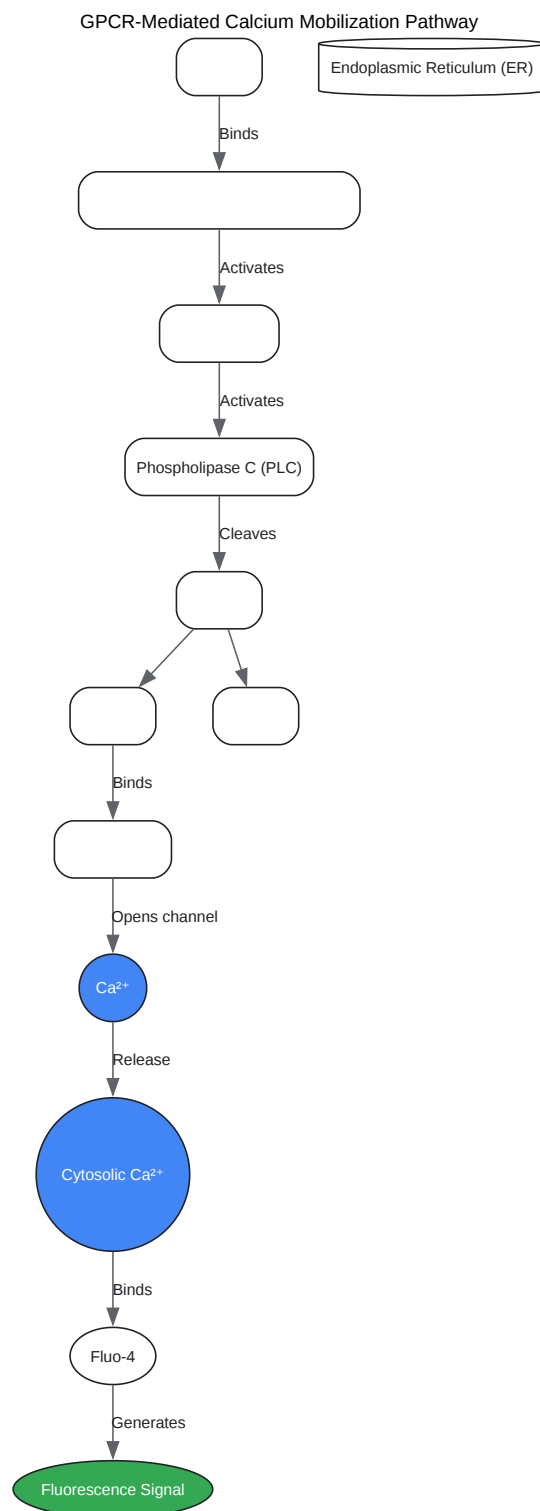 GPCR-Mediated Calcium Mobilization Pathway
Endoplasmic Reticulum (ER)
Binds
Activates
Activates
Phospholipase C (PLC)
Cleaves
Binds
Opens channel
Ca²⁺
Release
Cytosolic Ca²⁺
Binds
Fluo-4
Generates
Fluorescence Signal